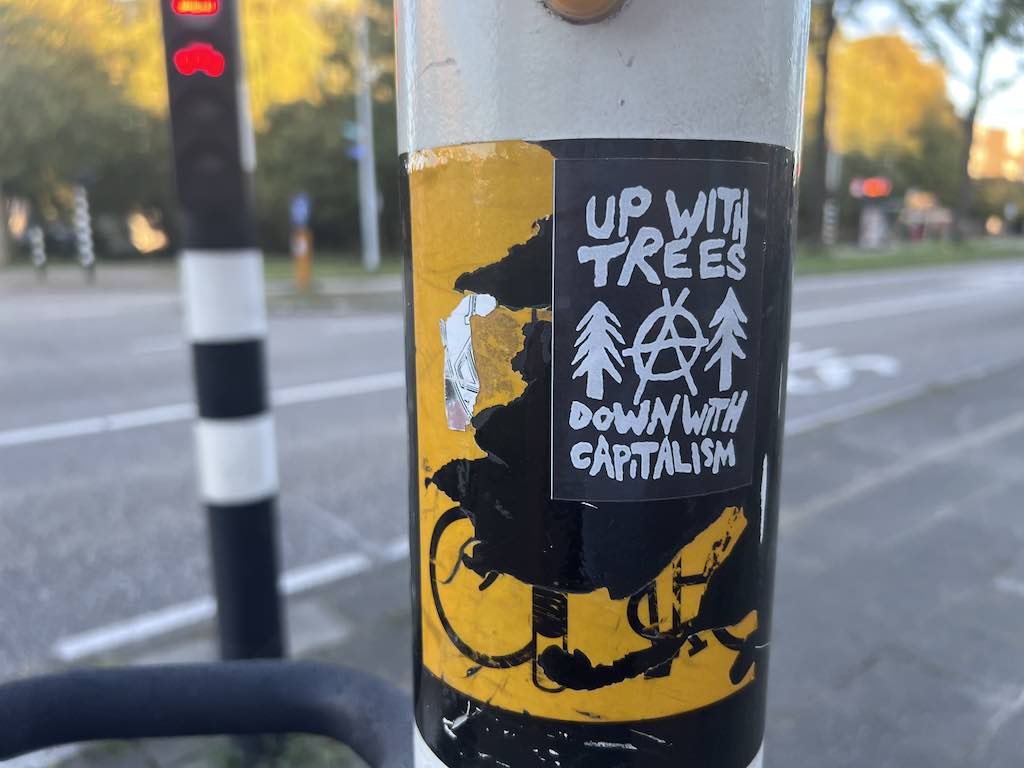 UP WITH
TREES
DOWN WITH
CAPiTALISM